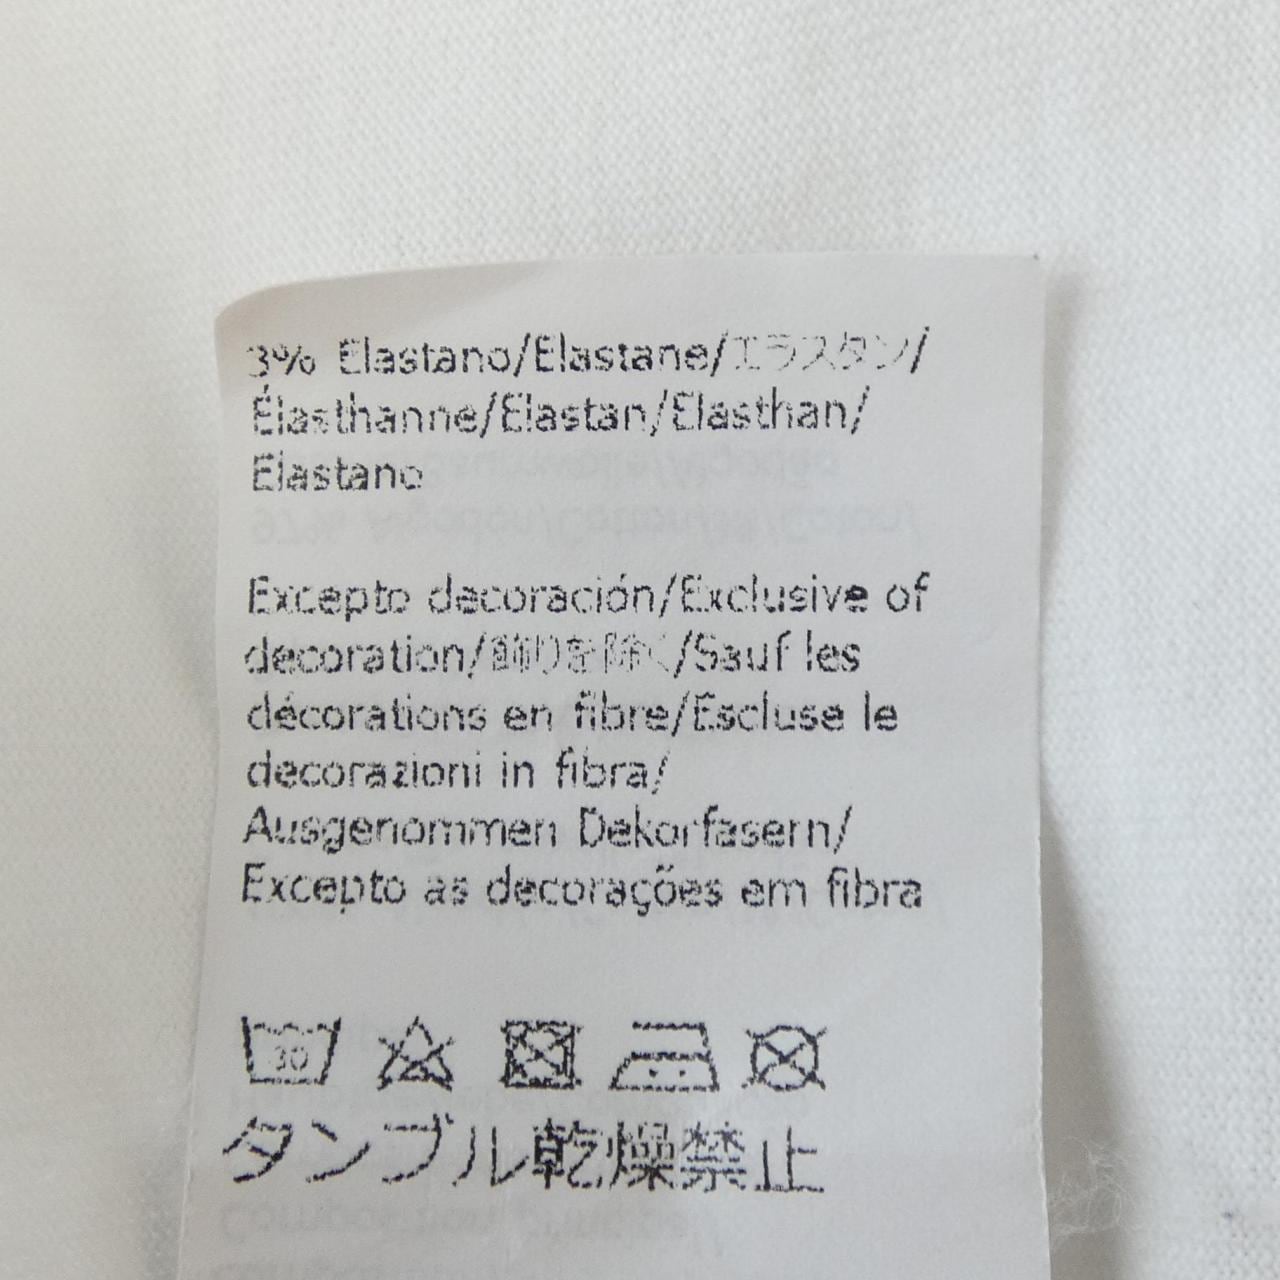 3% Elastano/Elastane/エラスタン/
Élasthanne/Elastan/Elasthan/
Elastano
Excepto decoración/Exclusive of
decoration/飾りを除く/Sauf les
décorations en fibre/Escluse le
decorazioni in fibra/
Ausgenommen Dekorfasern/
Excepto as decorações em fibra
30
タンブル乾燥禁止